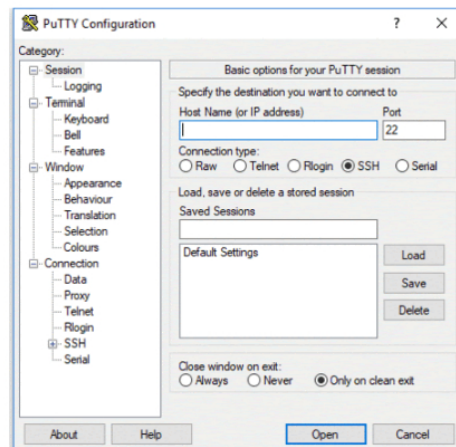 PuTTY Configuration
?
Category:
Session
Logging
Terminal
Keyboard
Bell
Features
Window
Appearance
Behaviour
Translation
Selection
Colours
Connection
Data
Proxy
Telnet
Rlogin
SSH
Serial
Basic options for your PuTTY session
Specify the destination you want to connect to
Host Name (or IP address) Port
22
Connection type:
Raw Telnet Rlogin SSH Serial
Load, save or delete a stored session
Saved Sessions
Default Settings
Load
Save
Delete
Close window on exit:
Always Never Only on clean exit
About Help Open Cancel